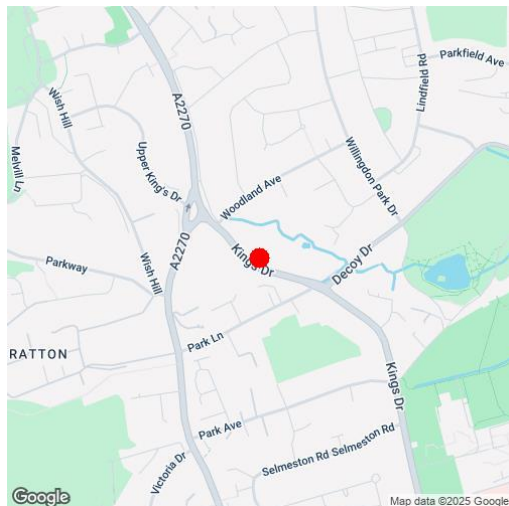 Parkfield Ave
Lindfield Rd
A2270
Wish Hill
Melvill Ln
Upper King's Dr
Willingdon Park Dr
Woodland Ave
A2270
Kings Dr
Parkway
Wish Hill
Decoy Dr
RATTON
Park Ln
Kings Dr
Park Ave
Victoria Dr
Selmeston Rd Selmeston Rd
Google
Map data ©2025 Google